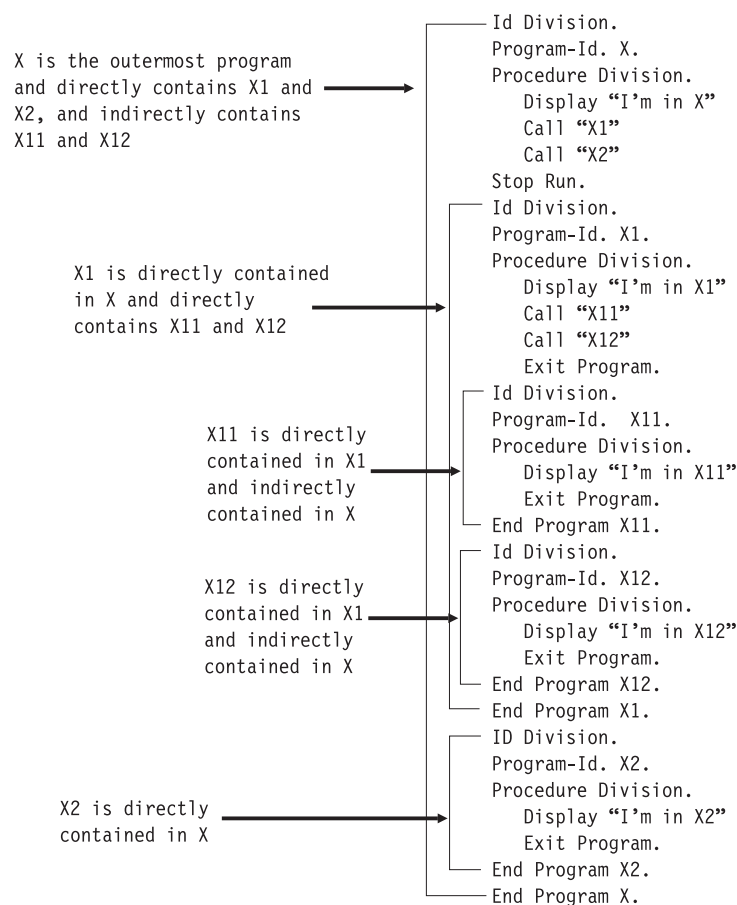 X is the outermost program
and directly contains X1 and
X2, and indirectly contains
X11 and X12
Id Division.
Program-Id. X.
Procedure Division.
Display “I’m in X”
Call “X1”
Call “X2”
Stop Run.
X1 is directly contained
in X and directly
contains X11 and X12
Id Division.
Program-Id. X1.
Procedure Division.
Display “I’m in X1”
Call “X11”
Call “X12”
Exit Program.
X11 is directly
contained in X1
and indirectly
contained in X
Id Division.
Program-Id. X11.
Procedure Division.
Display “I’m in X11”
Exit Program.
End Program X11.
X12 is directly
contained in X1
and indirectly
contained in X
Id Division.
Program-Id. X12.
Procedure Division.
Display “I’m in X12”
Exit Program.
End Program X12.
End Program X1.
X2 is directly
contained in X
ID Division.
Program-Id. X2.
Procedure Division.
Display “I’m in X2”
Exit Program.
End Program X2.
End Program X.